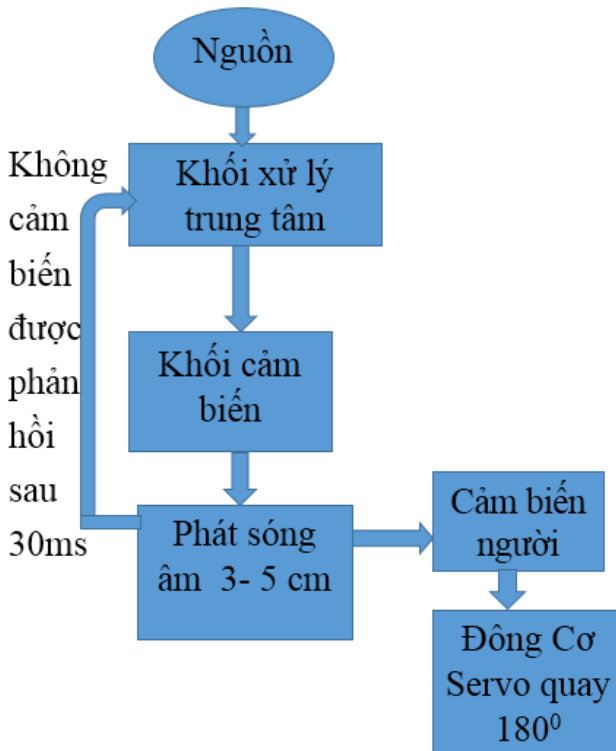 Nguồn
Khối xử lý
trung tâm
Không
cảm
biến
được
phản
hồi
sau
30ms
Khối cảm
biến
Phát sóng
âm 3- 5 cm
Cảm biến
người
Đông Cơ
Servo quay
180⁰